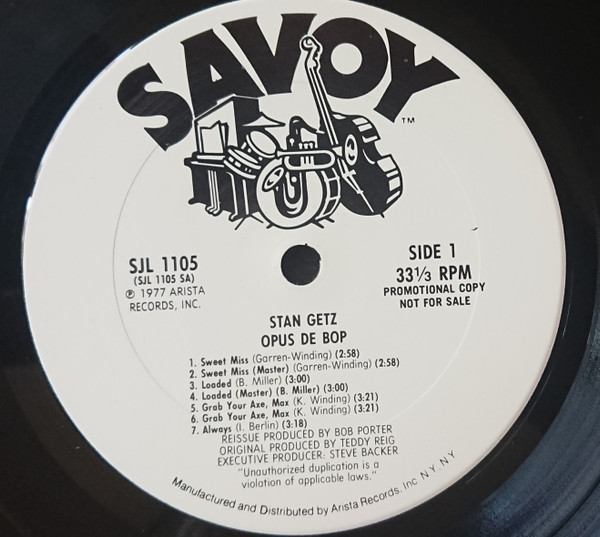 SAVOY
TM
SJL 1105
(SJL 1105 SA)
℗ 1977 ARISTA
RECORDS, INC.
SIDE 1
33⅓ RPM
PROMOTIONAL COPY
NOT FOR SALE
STAN GETZ
OPUS DE BOP
1. Sweet Miss (Garren-Winding) (2:58)
2. Sweet Miss (Master) (Garren-Winding) (2:58)
3. Loaded (B. Miller) (3:00)
4. Loaded (Master) (B. Miller) (3:00)
5. Grab Your Axe, Max (K. Winding) (3:21)
6. Grab Your Axe, Max (K. Winding) (3:21)
7. Always (I. Berlin) (3:18)
REISSUE PRODUCED BY BOB PORTER
ORIGINAL PRODUCED BY TEDDY REIG
EXECUTIVE PRODUCER: STEVE BACKER
"Unauthorized duplication is a
violation of applicable laws."
Manufactured and Distributed by Arista Records, Inc N.Y. N.Y